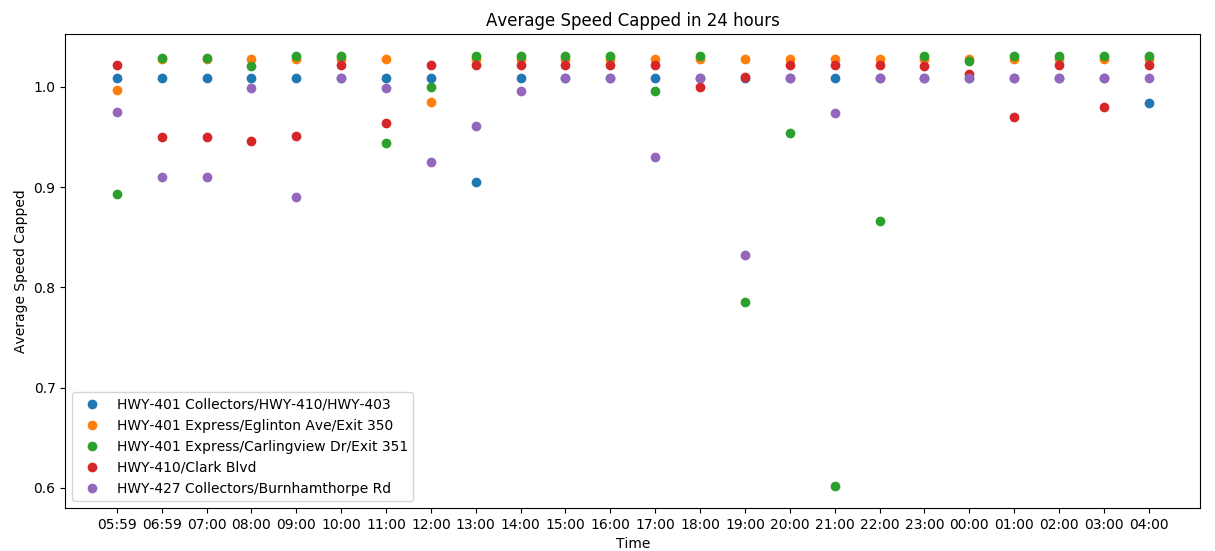 Average Speed Capped in 24 hours
Average Speed Capped
1.0
0.9
0.8
0.7
0.6
HWY-401 Collectors/HWY-410/HWY-403
HWY-401 Express/Eglinton Ave/Exit 350
HWY-401 Express/Carlingview Dr/Exit 351
HWY-410/Clark Blvd
HWY-427 Collectors/Burnhamthorpe Rd
05:59 06:59 07:00 08:00 09:00 10:00 11:00 12:00 13:00 14:00 15:00 16:00 17:00 18:00 19:00 20:00 21:00 22:00 23:00 00:00 01:00 02:00 03:00 04:00
Time